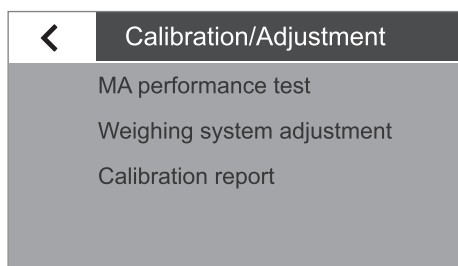 Calibration/Adjustment
MA performance test
Weighing system adjustment
Calibration report